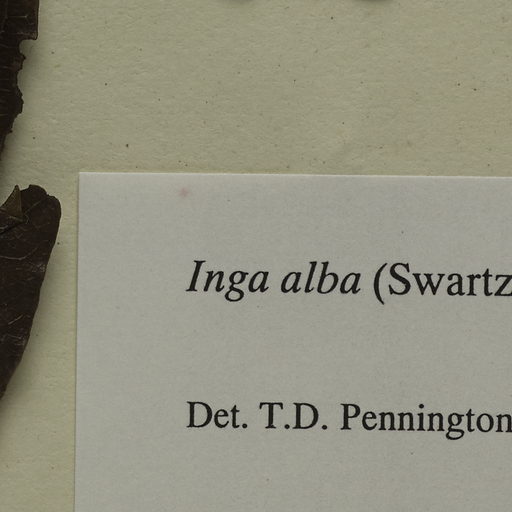 Inga alba (Swartz
Det. T.D. Pennington